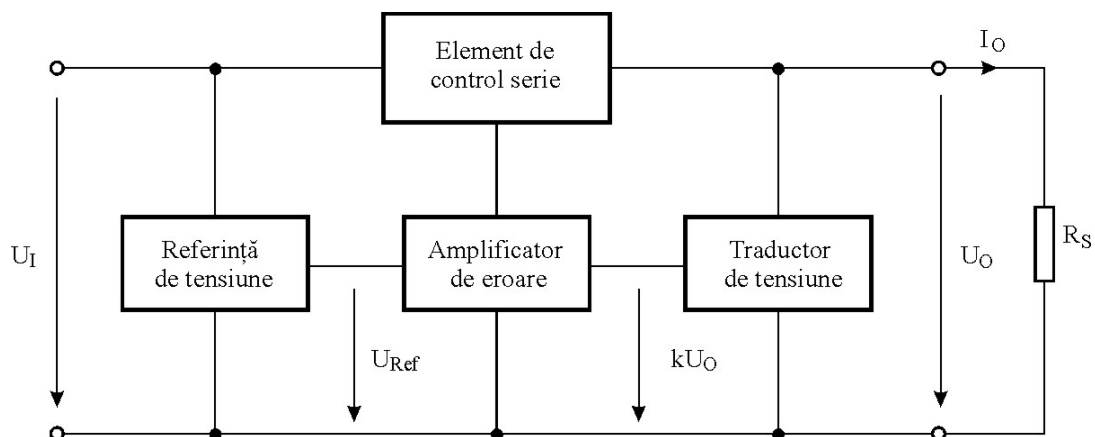 Element de
control serie
I_O
U_I
Referință
de tensiune
Amplificator
de eroare
Traductor
de tensiune
U_O
R_S
U_Ref
kU_O